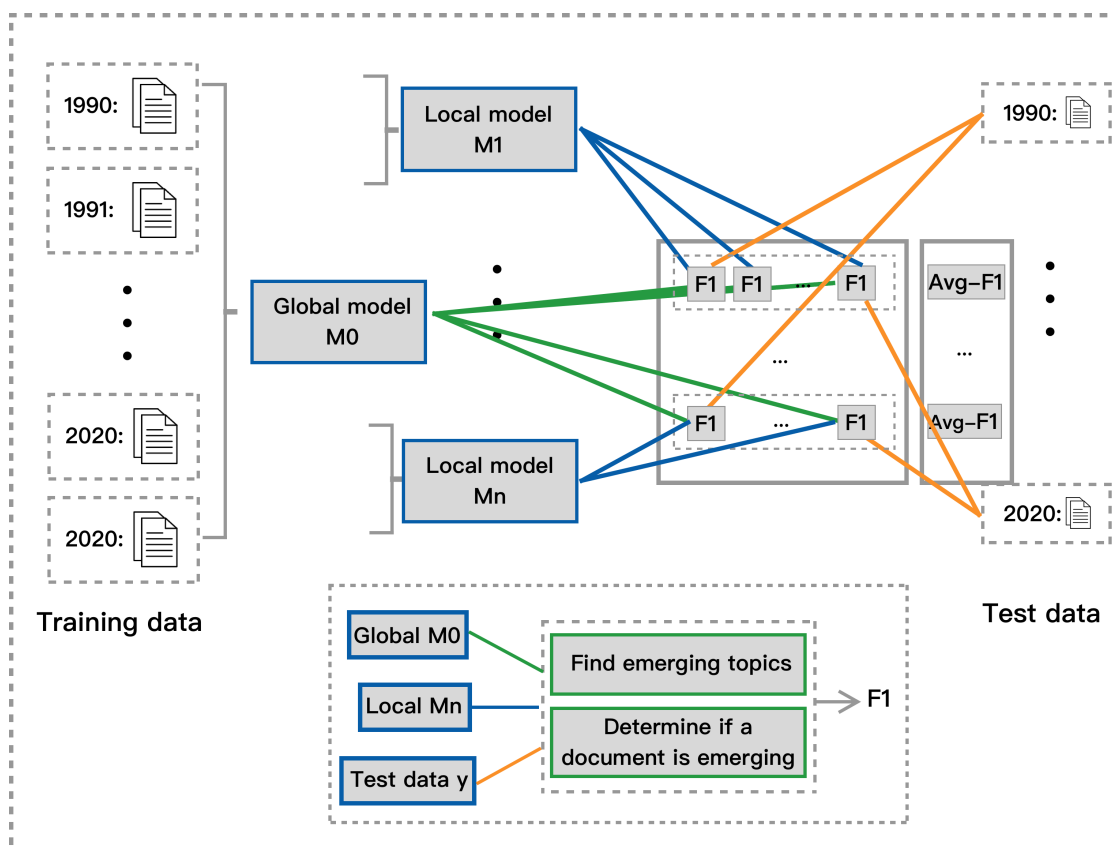 1990:
1991:
2020:
2020:
Training data
Global model
M0
Local model
M1
Local model
Mn
F1 F1 ... F1
...
F1 ... F1
Avg-F1
...
Avg-F1
1990:
2020:
Test data
Global M0
Local Mn
Test data y
Find emerging topics
Determine if a
document is emerging
F1